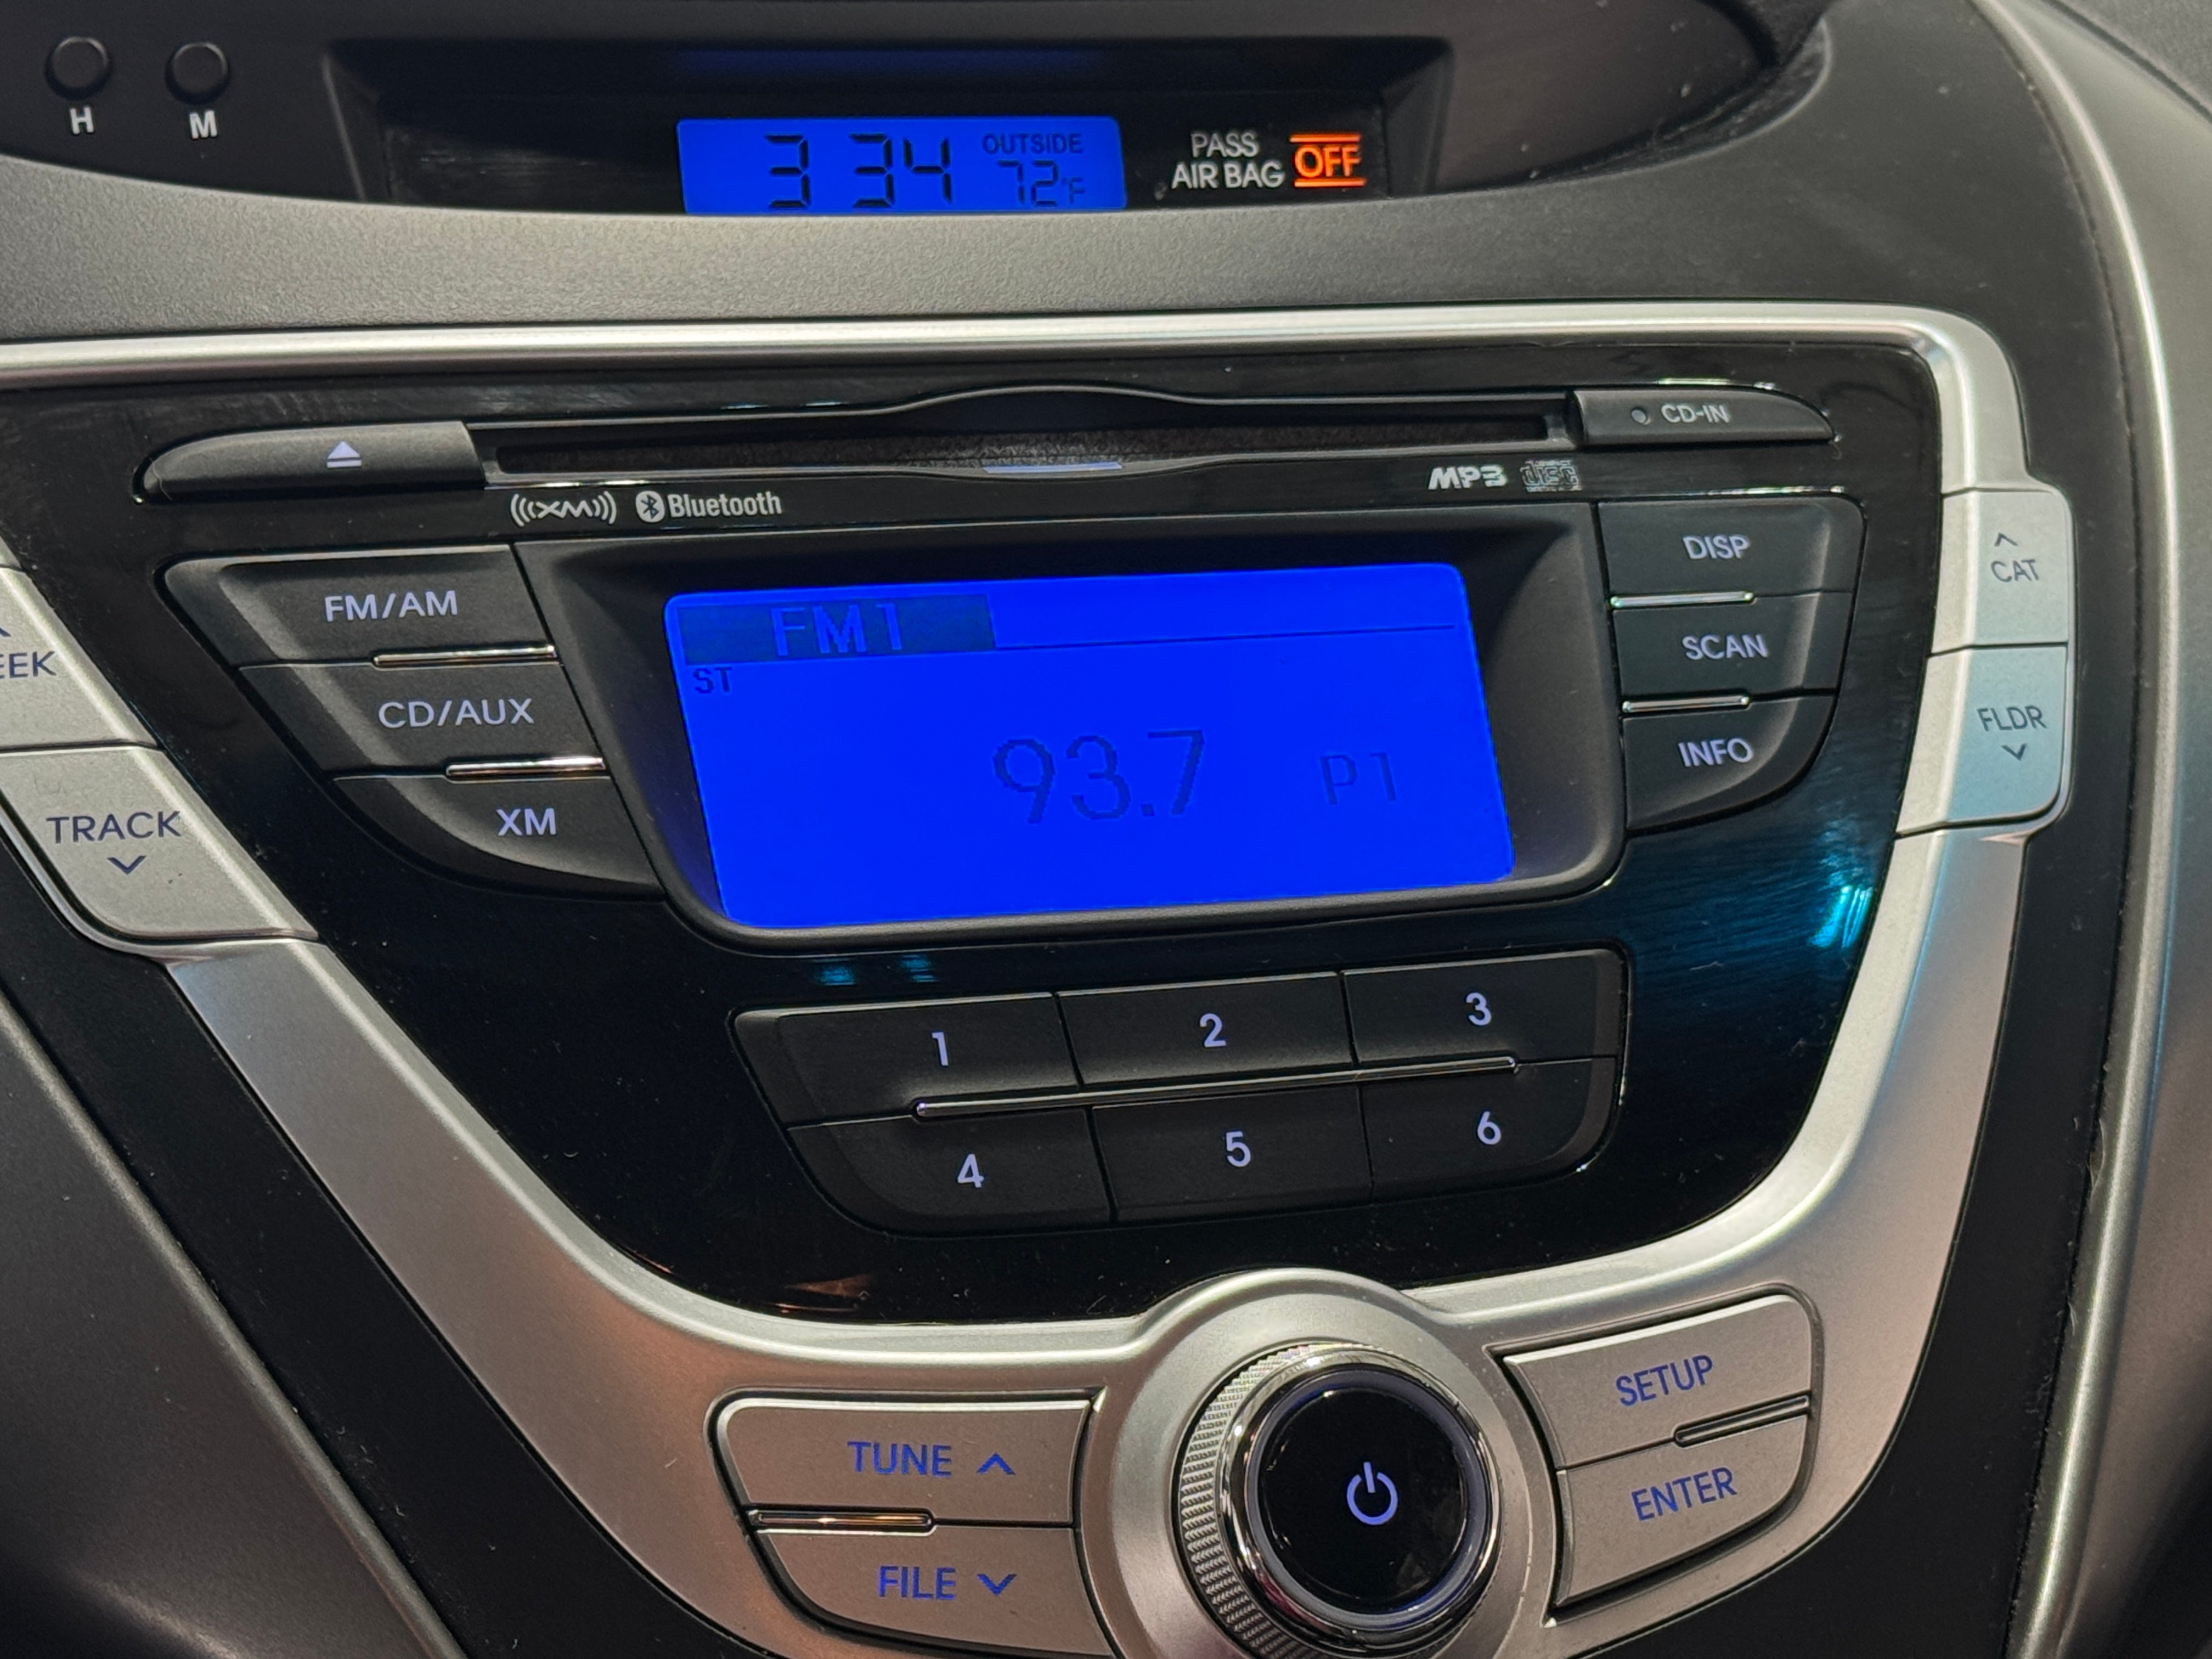 H M
3 34 OUTSIDE 72°F
PASS AIR BAG OFF
CD-IN
((XM)) Bluetooth
MP3 disc
FM/AM
CD/AUX
XM
FM1
ST
93.7 P1
DISP
SCAN
INFO
CAT
FLDR
EEK
TRACK
1 2 3
4 5 6
TUNE
FILE
SETUP
ENTER